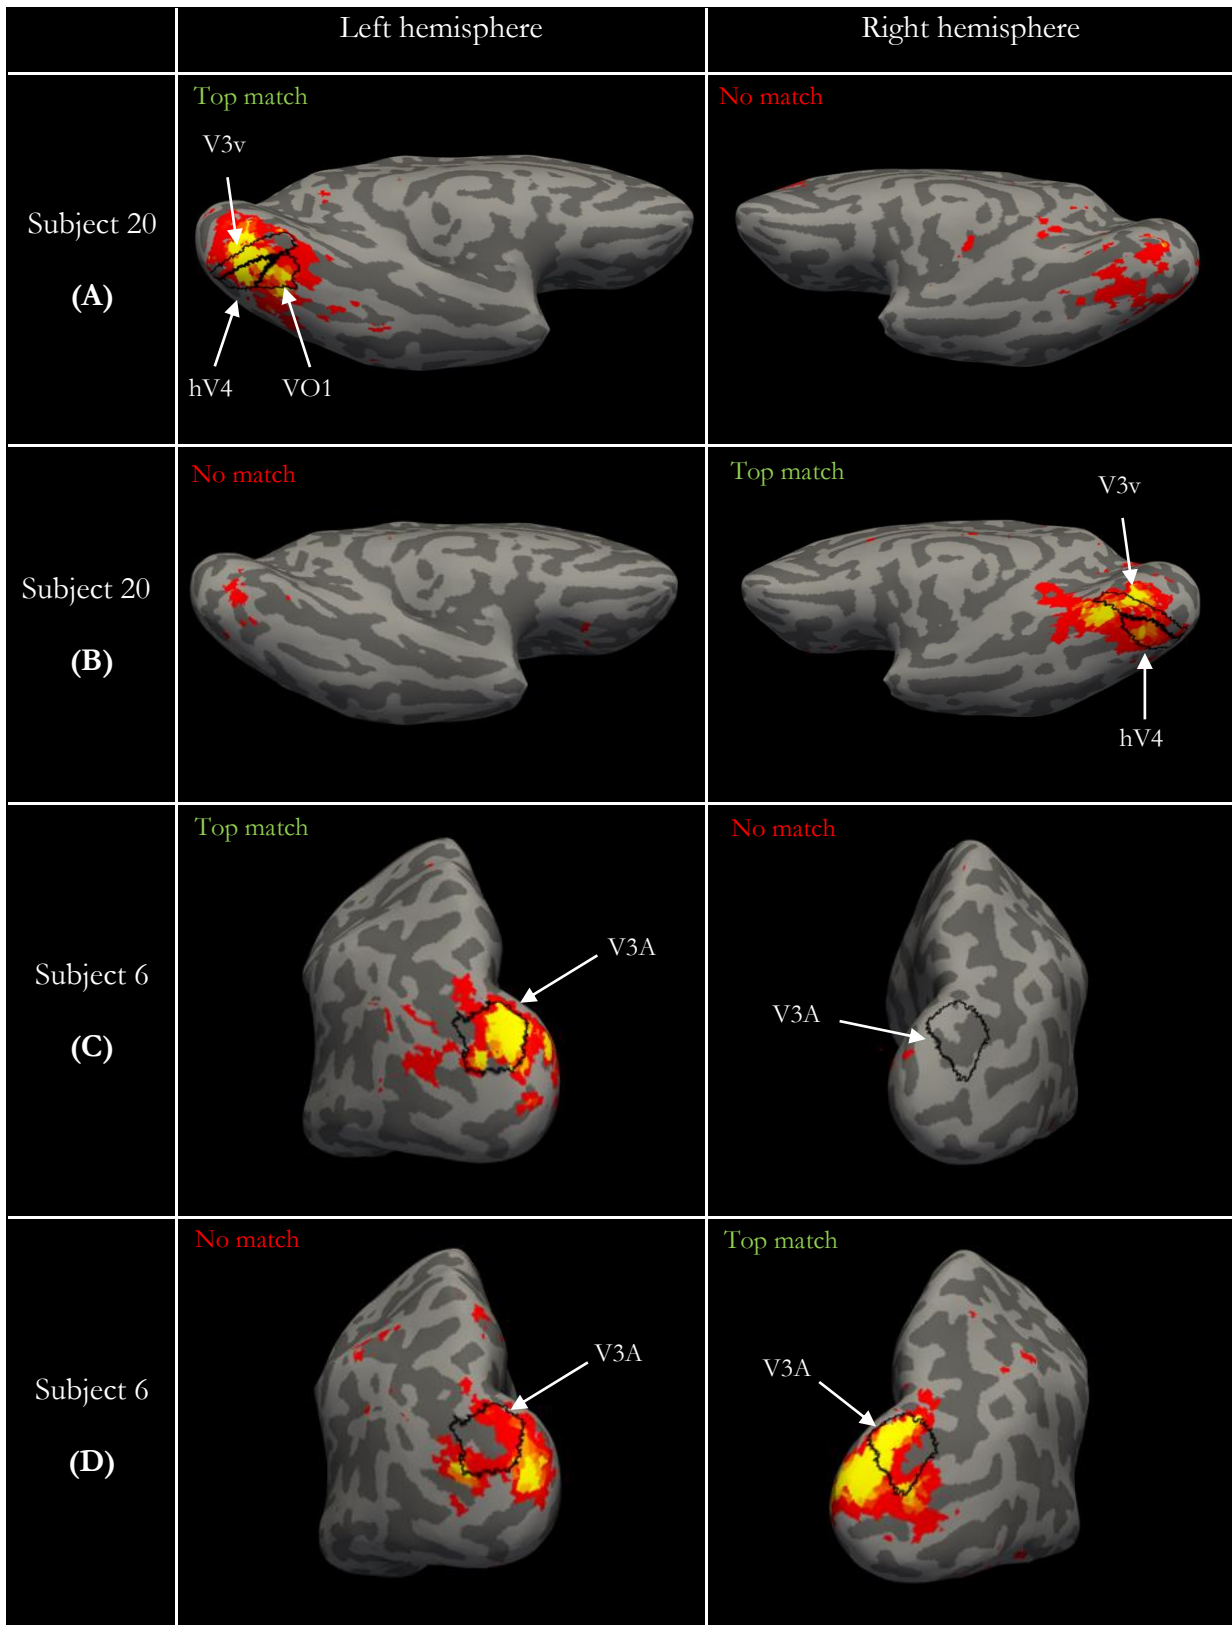 Left hemisphere
Right hemisphere
Subject 20
(A)
Top match
V3v
hV4
VO1
No match
Subject 20
(B)
No match
Top match
V3v
hV4
Subject 6
(C)
Top match
V3A
No match
V3A
Subject 6
(D)
No match
V3A
Top match
V3A